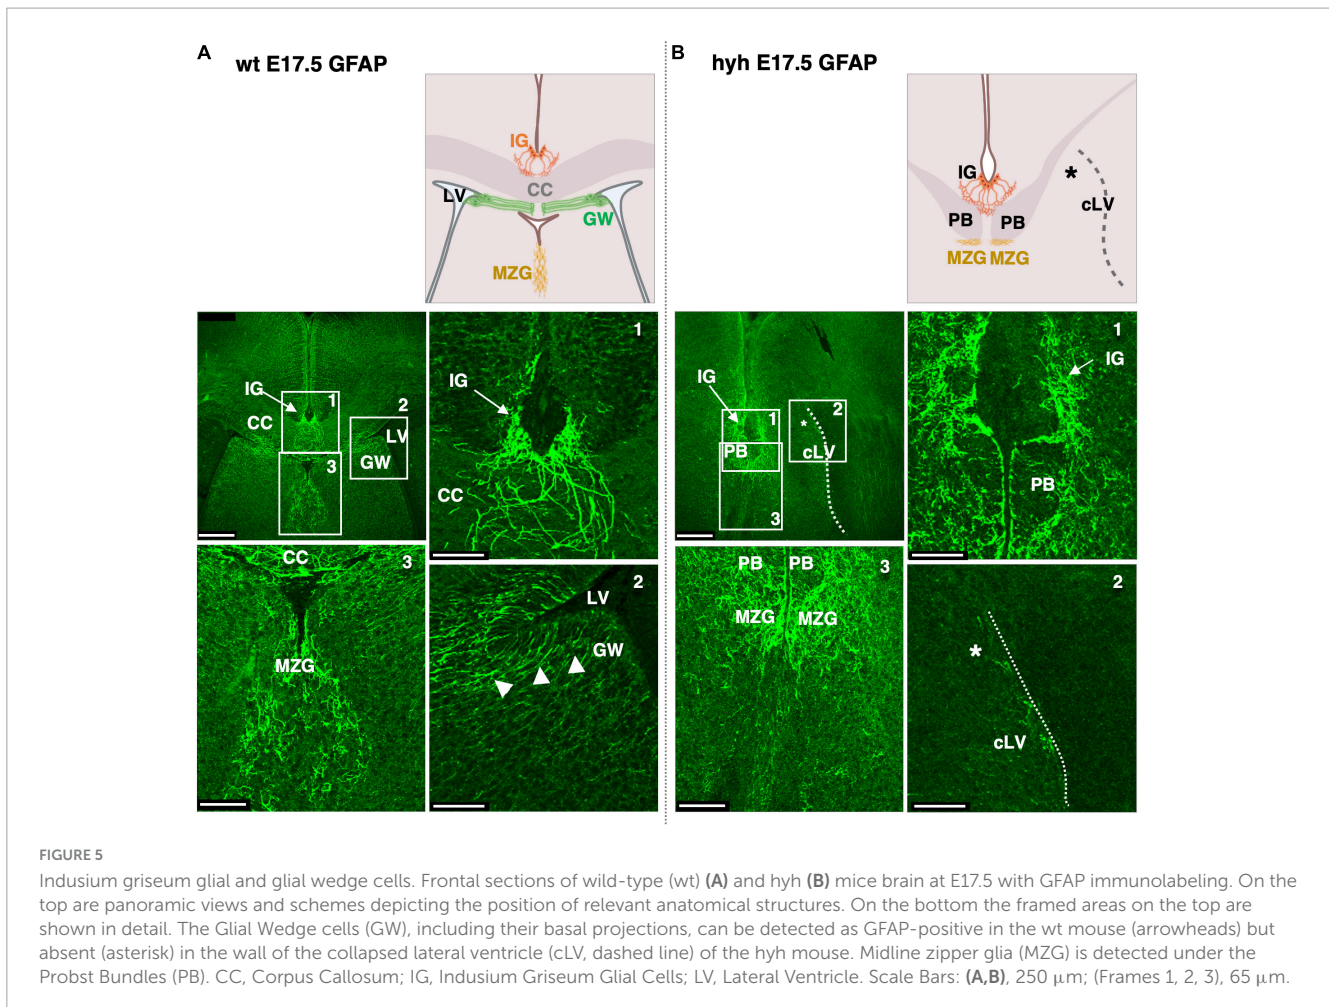 A
wt E17.5 GFAP
IG
CC
LV
GW
MZG
IG
1
CC
2
LV
GW
3
1
IG
CC
CC
3
MZG
2
LV
GW
B
hyh E17.5 GFAP
IG
*
cLV
PB
PB
MZG MZG
IG
1
2
*
PB
cLV
3
1
IG
PB
PB PB
3
MZG MZG
2
*
cLV
FIGURE 5
Indusium griseum glial and glial wedge cells. Frontal sections of wild-type (wt) (A) and hyh (B) mice brain at E17.5 with GFAP immunolabeling. On the
top are panoramic views and schemes depicting the position of relevant anatomical structures. On the bottom the framed areas on the top are
shown in detail. The Glial Wedge cells (GW), including their basal projections, can be detected as GFAP-positive in the wt mouse (arrowheads) but
absent (asterisk) in the wall of the collapsed lateral ventricle (cLV, dashed line) of the hyh mouse. Midline zipper glia (MZG) is detected under the
Probst Bundles (PB). CC, Corpus Callosum; IG, Indusium Griseum Glial Cells; LV, Lateral Ventricle. Scale Bars: (A,B), 250 μm; (Frames 1, 2, 3), 65 μm.